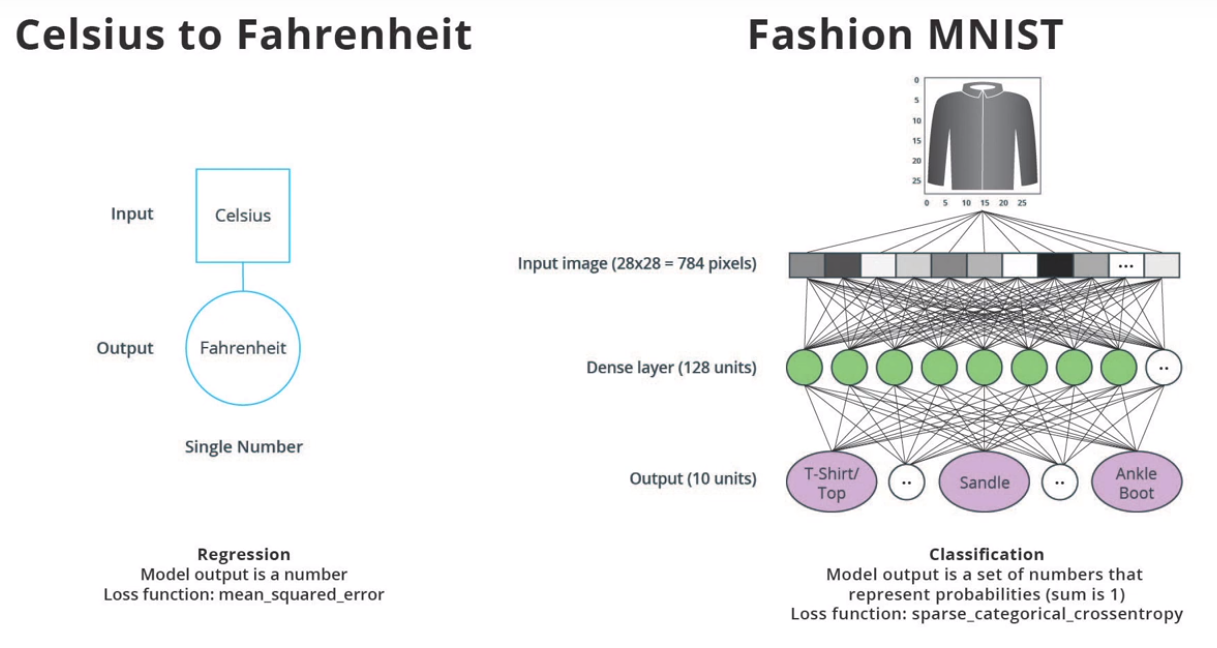 Celsius to Fahrenheit
Input
Celsius
Output
Fahrenheit
Single Number
Regression
Model output is a number
Loss function: mean_squared_error
Fashion MNIST
0
5
10
15
20
25
0 5 10 15 20 25
Input image (28x28 = 784 pixels)
...
Dense layer (128 units)
..
Output (10 units)
T-Shirt/
Top
..
Sandle
..
Ankle
Boot
Classification
Model output is a set of numbers that
represent probabilities (sum is 1)
Loss function: sparse_categorical_crossentropy